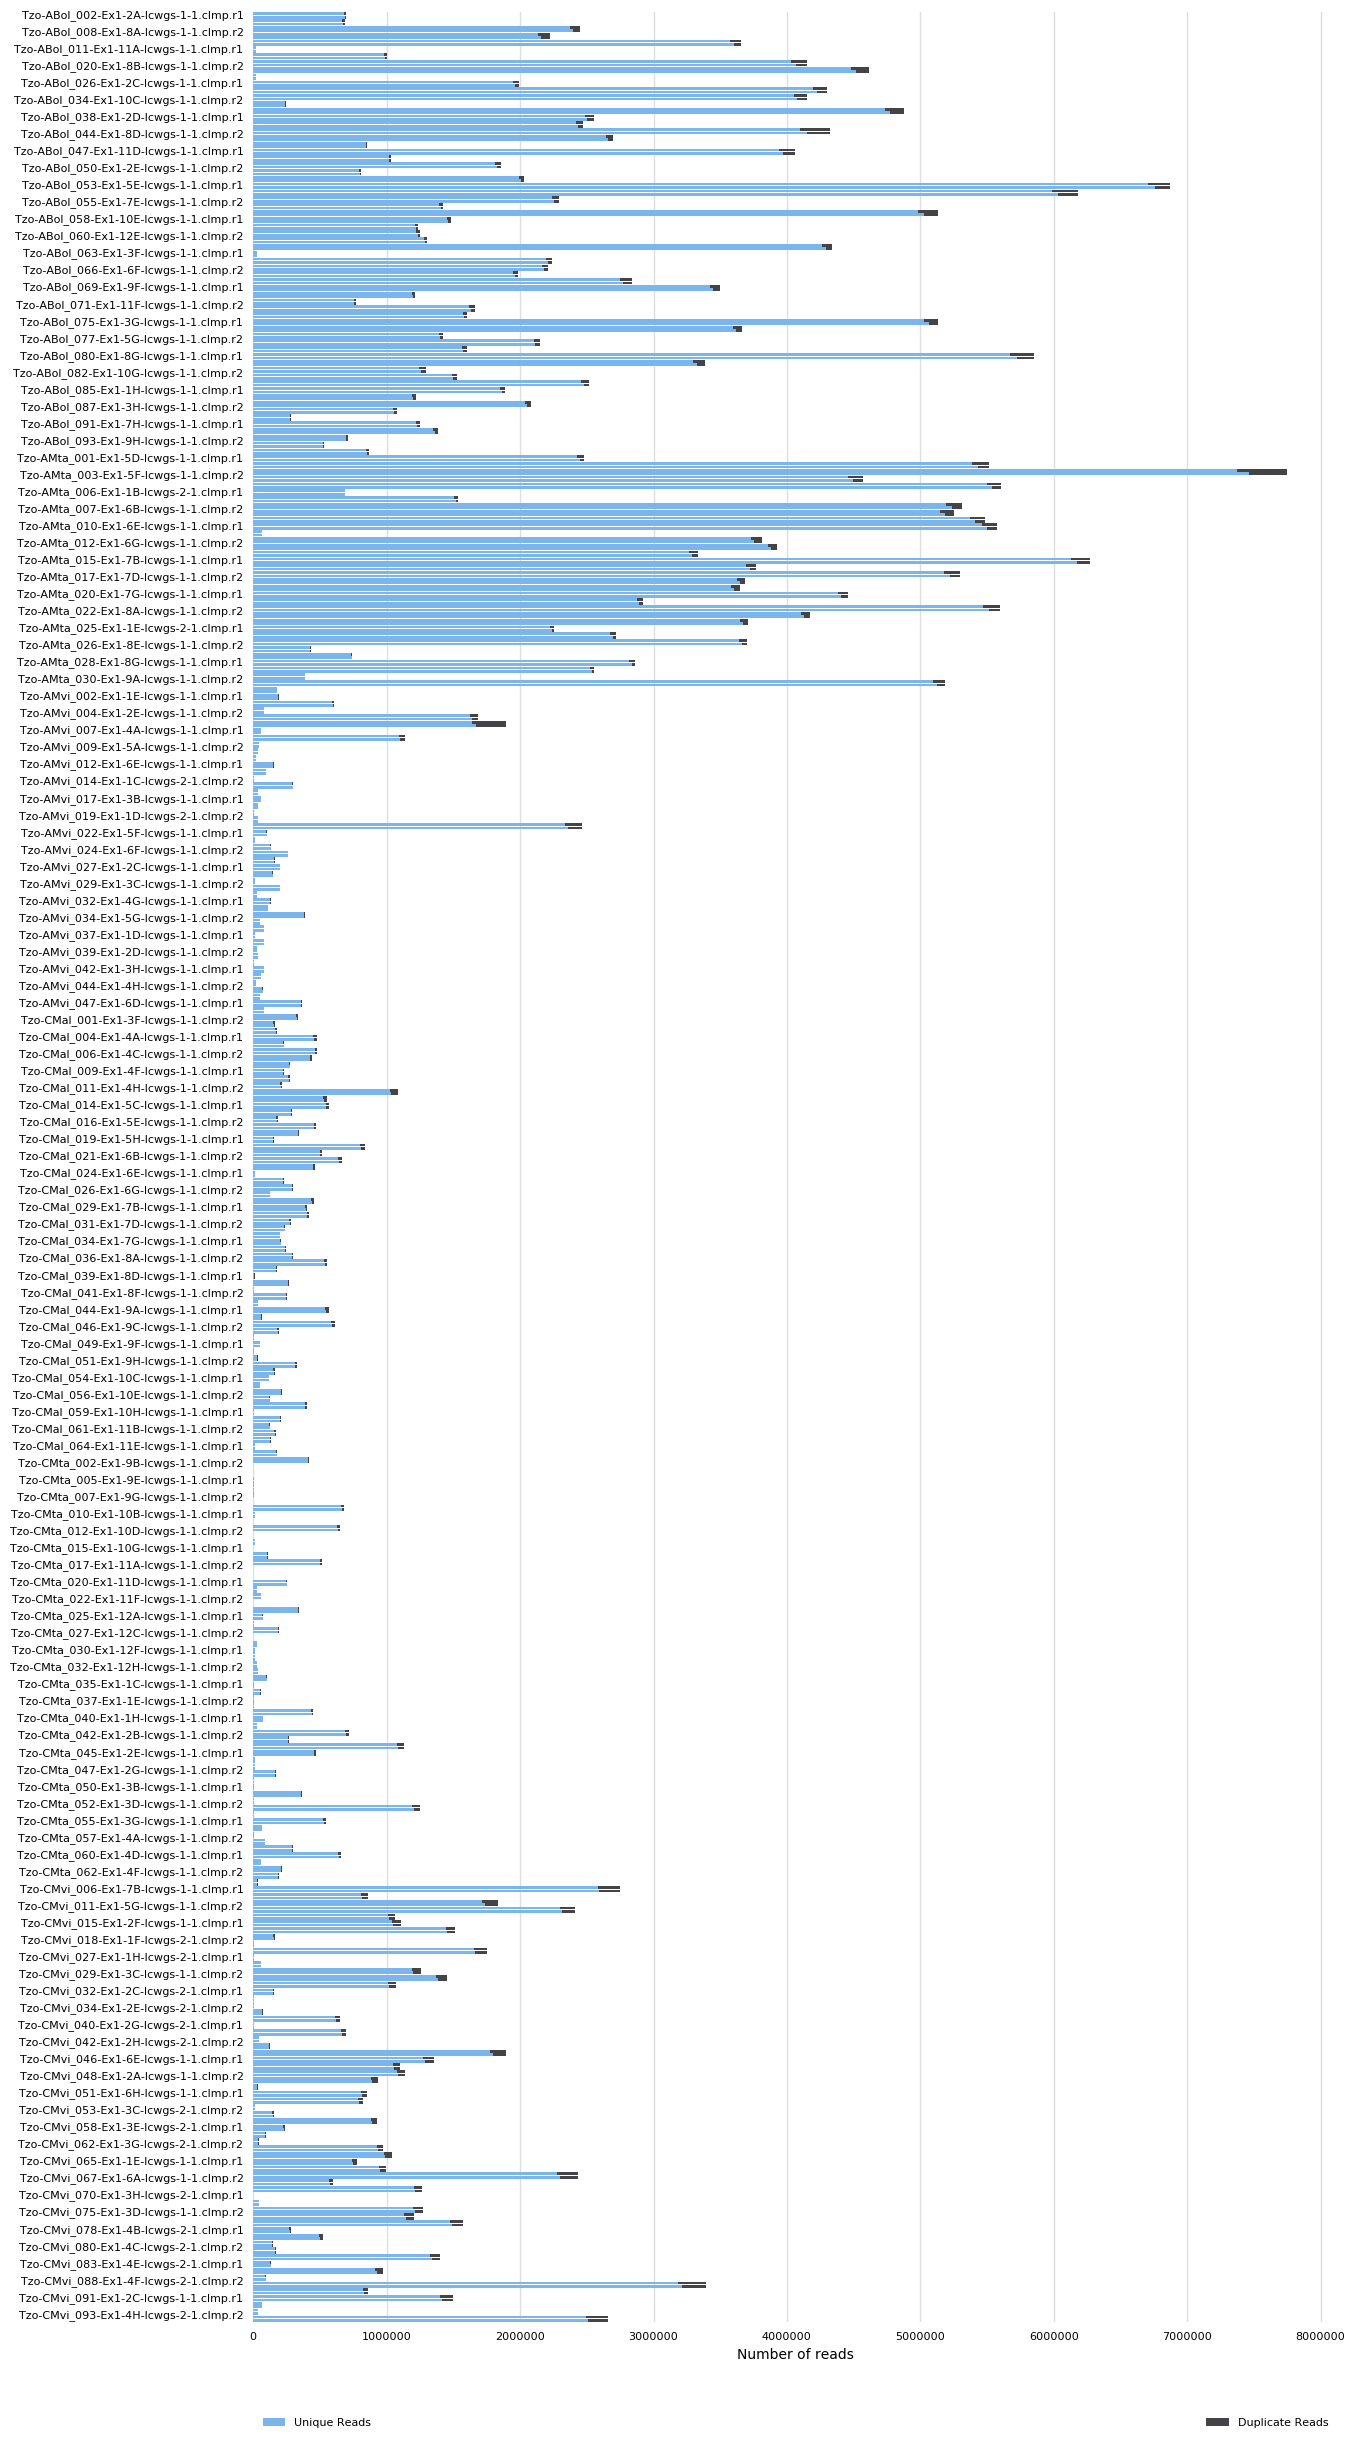 Tzo-ABol_002-Ex1-2A-lcwgs-1-1.clmp.r1
Tzo-ABol_008-Ex1-8A-lcwgs-1-1.clmp.r2
Tzo-ABol_011-Ex1-11A-lcwgs-1-1.clmp.r1
Tzo-ABol_020-Ex1-8B-lcwgs-1-1.clmp.r2
Tzo-ABol_026-Ex1-2C-lcwgs-1-1.clmp.r1
Tzo-ABol_034-Ex1-10C-lcwgs-1-1.clmp.r2
Tzo-ABol_038-Ex1-2D-lcwgs-1-1.clmp.r1
Tzo-ABol_044-Ex1-8D-lcwgs-1-1.clmp.r2
Tzo-ABol_047-Ex1-11D-lcwgs-1-1.clmp.r1
Tzo-ABol_050-Ex1-2E-lcwgs-1-1.clmp.r2
Tzo-ABol_053-Ex1-5E-lcwgs-1-1.clmp.r1
Tzo-ABol_055-Ex1-7E-lcwgs-1-1.clmp.r2
Tzo-ABol_058-Ex1-10E-lcwgs-1-1.clmp.r1
Tzo-ABol_060-Ex1-12E-lcwgs-1-1.clmp.r2
Tzo-ABol_063-Ex1-3F-lcwgs-1-1.clmp.r1
Tzo-ABol_066-Ex1-6F-lcwgs-1-1.clmp.r2
Tzo-ABol_069-Ex1-9F-lcwgs-1-1.clmp.r1
Tzo-ABol_071-Ex1-11F-lcwgs-1-1.clmp.r2
Tzo-ABol_075-Ex1-3G-lcwgs-1-1.clmp.r1
Tzo-ABol_077-Ex1-5G-lcwgs-1-1.clmp.r2
Tzo-ABol_080-Ex1-8G-lcwgs-1-1.clmp.r1
Tzo-ABol_082-Ex1-10G-lcwgs-1-1.clmp.r2
Tzo-ABol_085-Ex1-1H-lcwgs-1-1.clmp.r1
Tzo-ABol_087-Ex1-3H-lcwgs-1-1.clmp.r2
Tzo-ABol_091-Ex1-7H-lcwgs-1-1.clmp.r1
Tzo-ABol_093-Ex1-9H-lcwgs-1-1.clmp.r2
Tzo-AMta_001-Ex1-5D-lcwgs-1-1.clmp.r1
Tzo-AMta_003-Ex1-5F-lcwgs-1-1.clmp.r2
Tzo-AMta_006-Ex1-1B-lcwgs-2-1.clmp.r1
Tzo-AMta_007-Ex1-6B-lcwgs-1-1.clmp.r2
Tzo-AMta_010-Ex1-6E-lcwgs-1-1.clmp.r1
Tzo-AMta_012-Ex1-6G-lcwgs-1-1.clmp.r2
Tzo-AMta_015-Ex1-7B-lcwgs-1-1.clmp.r1
Tzo-AMta_017-Ex1-7D-lcwgs-1-1.clmp.r2
Tzo-AMta_020-Ex1-7G-lcwgs-1-1.clmp.r1
Tzo-AMta_022-Ex1-8A-lcwgs-1-1.clmp.r2
Tzo-AMta_025-Ex1-1E-lcwgs-2-1.clmp.r1
Tzo-AMta_026-Ex1-8E-lcwgs-1-1.clmp.r2
Tzo-AMta_028-Ex1-8G-lcwgs-1-1.clmp.r1
Tzo-AMta_030-Ex1-9A-lcwgs-1-1.clmp.r2
Tzo-AMvi_002-Ex1-1E-lcwgs-1-1.clmp.r1
Tzo-AMvi_004-Ex1-2E-lcwgs-1-1.clmp.r2
Tzo-AMvi_007-Ex1-4A-lcwgs-1-1.clmp.r1
Tzo-AMvi_009-Ex1-5A-lcwgs-1-1.clmp.r2
Tzo-AMvi_012-Ex1-6E-lcwgs-1-1.clmp.r1
Tzo-AMvi_014-Ex1-1C-lcwgs-2-1.clmp.r2
Tzo-AMvi_017-Ex1-3B-lcwgs-1-1.clmp.r1
Tzo-AMvi_019-Ex1-1D-lcwgs-2-1.clmp.r2
Tzo-AMvi_022-Ex1-5F-lcwgs-1-1.clmp.r1
Tzo-AMvi_024-Ex1-6F-lcwgs-1-1.clmp.r2
Tzo-AMvi_027-Ex1-2C-lcwgs-1-1.clmp.r1
Tzo-AMvi_029-Ex1-3C-lcwgs-1-1.clmp.r2
Tzo-AMvi_032-Ex1-4G-lcwgs-1-1.clmp.r1
Tzo-AMvi_034-Ex1-5G-lcwgs-1-1.clmp.r2
Tzo-AMvi_037-Ex1-1D-lcwgs-1-1.clmp.r1
Tzo-AMvi_039-Ex1-2D-lcwgs-1-1.clmp.r2
Tzo-AMvi_042-Ex1-3H-lcwgs-1-1.clmp.r1
Tzo-AMvi_044-Ex1-4H-lcwgs-1-1.clmp.r2
Tzo-AMvi_047-Ex1-6D-lcwgs-1-1.clmp.r1
Tzo-CMal_001-Ex1-3F-lcwgs-1-1.clmp.r2
Tzo-CMal_004-Ex1-4A-lcwgs-1-1.clmp.r1
Tzo-CMal_006-Ex1-4C-lcwgs-1-1.clmp.r2
Tzo-CMal_009-Ex1-4F-lcwgs-1-1.clmp.r1
Tzo-CMal_011-Ex1-4H-lcwgs-1-1.clmp.r2
Tzo-CMal_014-Ex1-5C-lcwgs-1-1.clmp.r1
Tzo-CMal_016-Ex1-5E-lcwgs-1-1.clmp.r2
Tzo-CMal_019-Ex1-5H-lcwgs-1-1.clmp.r1
Tzo-CMal_021-Ex1-6B-lcwgs-1-1.clmp.r2
Tzo-CMal_024-Ex1-6E-lcwgs-1-1.clmp.r1
Tzo-CMal_026-Ex1-6G-lcwgs-1-1.clmp.r2
Tzo-CMal_029-Ex1-7B-lcwgs-1-1.clmp.r1
Tzo-CMal_031-Ex1-7D-lcwgs-1-1.clmp.r2
Tzo-CMal_034-Ex1-7G-lcwgs-1-1.clmp.r1
Tzo-CMal_036-Ex1-8A-lcwgs-1-1.clmp.r2
Tzo-CMal_039-Ex1-8D-lcwgs-1-1.clmp.r1
Tzo-CMal_041-Ex1-8F-lcwgs-1-1.clmp.r2
Tzo-CMal_044-Ex1-9A-lcwgs-1-1.clmp.r1
Tzo-CMal_046-Ex1-9C-lcwgs-1-1.clmp.r2
Tzo-CMal_049-Ex1-9F-lcwgs-1-1.clmp.r1
Tzo-CMal_051-Ex1-9H-lcwgs-1-1.clmp.r2
Tzo-CMal_054-Ex1-10C-lcwgs-1-1.clmp.r1
Tzo-CMal_056-Ex1-10E-lcwgs-1-1.clmp.r2
Tzo-CMal_059-Ex1-10H-lcwgs-1-1.clmp.r1
Tzo-CMal_061-Ex1-11B-lcwgs-1-1.clmp.r2
Tzo-CMal_064-Ex1-11E-lcwgs-1-1.clmp.r1
Tzo-CMta_002-Ex1-9B-lcwgs-1-1.clmp.r2
Tzo-CMta_005-Ex1-9E-lcwgs-1-1.clmp.r1
Tzo-CMta_007-Ex1-9G-lcwgs-1-1.clmp.r2
Tzo-CMta_010-Ex1-10B-lcwgs-1-1.clmp.r1
Tzo-CMta_012-Ex1-10D-lcwgs-1-1.clmp.r2
Tzo-CMta_015-Ex1-10G-lcwgs-1-1.clmp.r1
Tzo-CMta_017-Ex1-11A-lcwgs-1-1.clmp.r2
Tzo-CMta_020-Ex1-11D-lcwgs-1-1.clmp.r1
Tzo-CMta_022-Ex1-11F-lcwgs-1-1.clmp.r2
Tzo-CMta_025-Ex1-12A-lcwgs-1-1.clmp.r1
Tzo-CMta_027-Ex1-12C-lcwgs-1-1.clmp.r2
Tzo-CMta_030-Ex1-12F-lcwgs-1-1.clmp.r1
Tzo-CMta_032-Ex1-12H-lcwgs-1-1.clmp.r2
Tzo-CMta_035-Ex1-1C-lcwgs-1-1.clmp.r1
Tzo-CMta_037-Ex1-1E-lcwgs-1-1.clmp.r2
Tzo-CMta_040-Ex1-1H-lcwgs-1-1.clmp.r1
Tzo-CMta_042-Ex1-2B-lcwgs-1-1.clmp.r2
Tzo-CMta_045-Ex1-2E-lcwgs-1-1.clmp.r1
Tzo-CMta_047-Ex1-2G-lcwgs-1-1.clmp.r2
Tzo-CMta_050-Ex1-3B-lcwgs-1-1.clmp.r1
Tzo-CMta_052-Ex1-3D-lcwgs-1-1.clmp.r2
Tzo-CMta_055-Ex1-3G-lcwgs-1-1.clmp.r1
Tzo-CMta_057-Ex1-4A-lcwgs-1-1.clmp.r2
Tzo-CMta_060-Ex1-4D-lcwgs-1-1.clmp.r1
Tzo-CMta_062-Ex1-4F-lcwgs-1-1.clmp.r2
Tzo-CMvi_006-Ex1-7B-lcwgs-1-1.clmp.r1
Tzo-CMvi_011-Ex1-5G-lcwgs-1-1.clmp.r2
Tzo-CMvi_015-Ex1-2F-lcwgs-1-1.clmp.r1
Tzo-CMvi_018-Ex1-1F-lcwgs-2-1.clmp.r2
Tzo-CMvi_027-Ex1-1H-lcwgs-2-1.clmp.r1
Tzo-CMvi_029-Ex1-3C-lcwgs-1-1.clmp.r2
Tzo-CMvi_032-Ex1-2C-lcwgs-2-1.clmp.r1
Tzo-CMvi_034-Ex1-2E-lcwgs-2-1.clmp.r2
Tzo-CMvi_040-Ex1-2G-lcwgs-2-1.clmp.r1
Tzo-CMvi_042-Ex1-2H-lcwgs-2-1.clmp.r2
Tzo-CMvi_046-Ex1-6E-lcwgs-1-1.clmp.r1
Tzo-CMvi_048-Ex1-2A-lcwgs-1-1.clmp.r2
Tzo-CMvi_051-Ex1-6H-lcwgs-1-1.clmp.r1
Tzo-CMvi_053-Ex1-3C-lcwgs-2-1.clmp.r2
Tzo-CMvi_058-Ex1-3E-lcwgs-2-1.clmp.r1
Tzo-CMvi_062-Ex1-3G-lcwgs-2-1.clmp.r2
Tzo-CMvi_065-Ex1-1E-lcwgs-1-1.clmp.r1
Tzo-CMvi_067-Ex1-6A-lcwgs-1-1.clmp.r2
Tzo-CMvi_070-Ex1-3H-lcwgs-2-1.clmp.r1
Tzo-CMvi_075-Ex1-3D-lcwgs-1-1.clmp.r2
Tzo-CMvi_078-Ex1-4B-lcwgs-2-1.clmp.r1
Tzo-CMvi_080-Ex1-4C-lcwgs-2-1.clmp.r2
Tzo-CMvi_083-Ex1-4E-lcwgs-2-1.clmp.r1
Tzo-CMvi_088-Ex1-4F-lcwgs-2-1.clmp.r2
Tzo-CMvi_091-Ex1-2C-lcwgs-1-1.clmp.r1
Tzo-CMvi_093-Ex1-4H-lcwgs-2-1.clmp.r2
0 1000000 2000000 3000000 4000000 5000000 6000000 7000000 8000000
Number of reads
Unique Reads Duplicate Reads